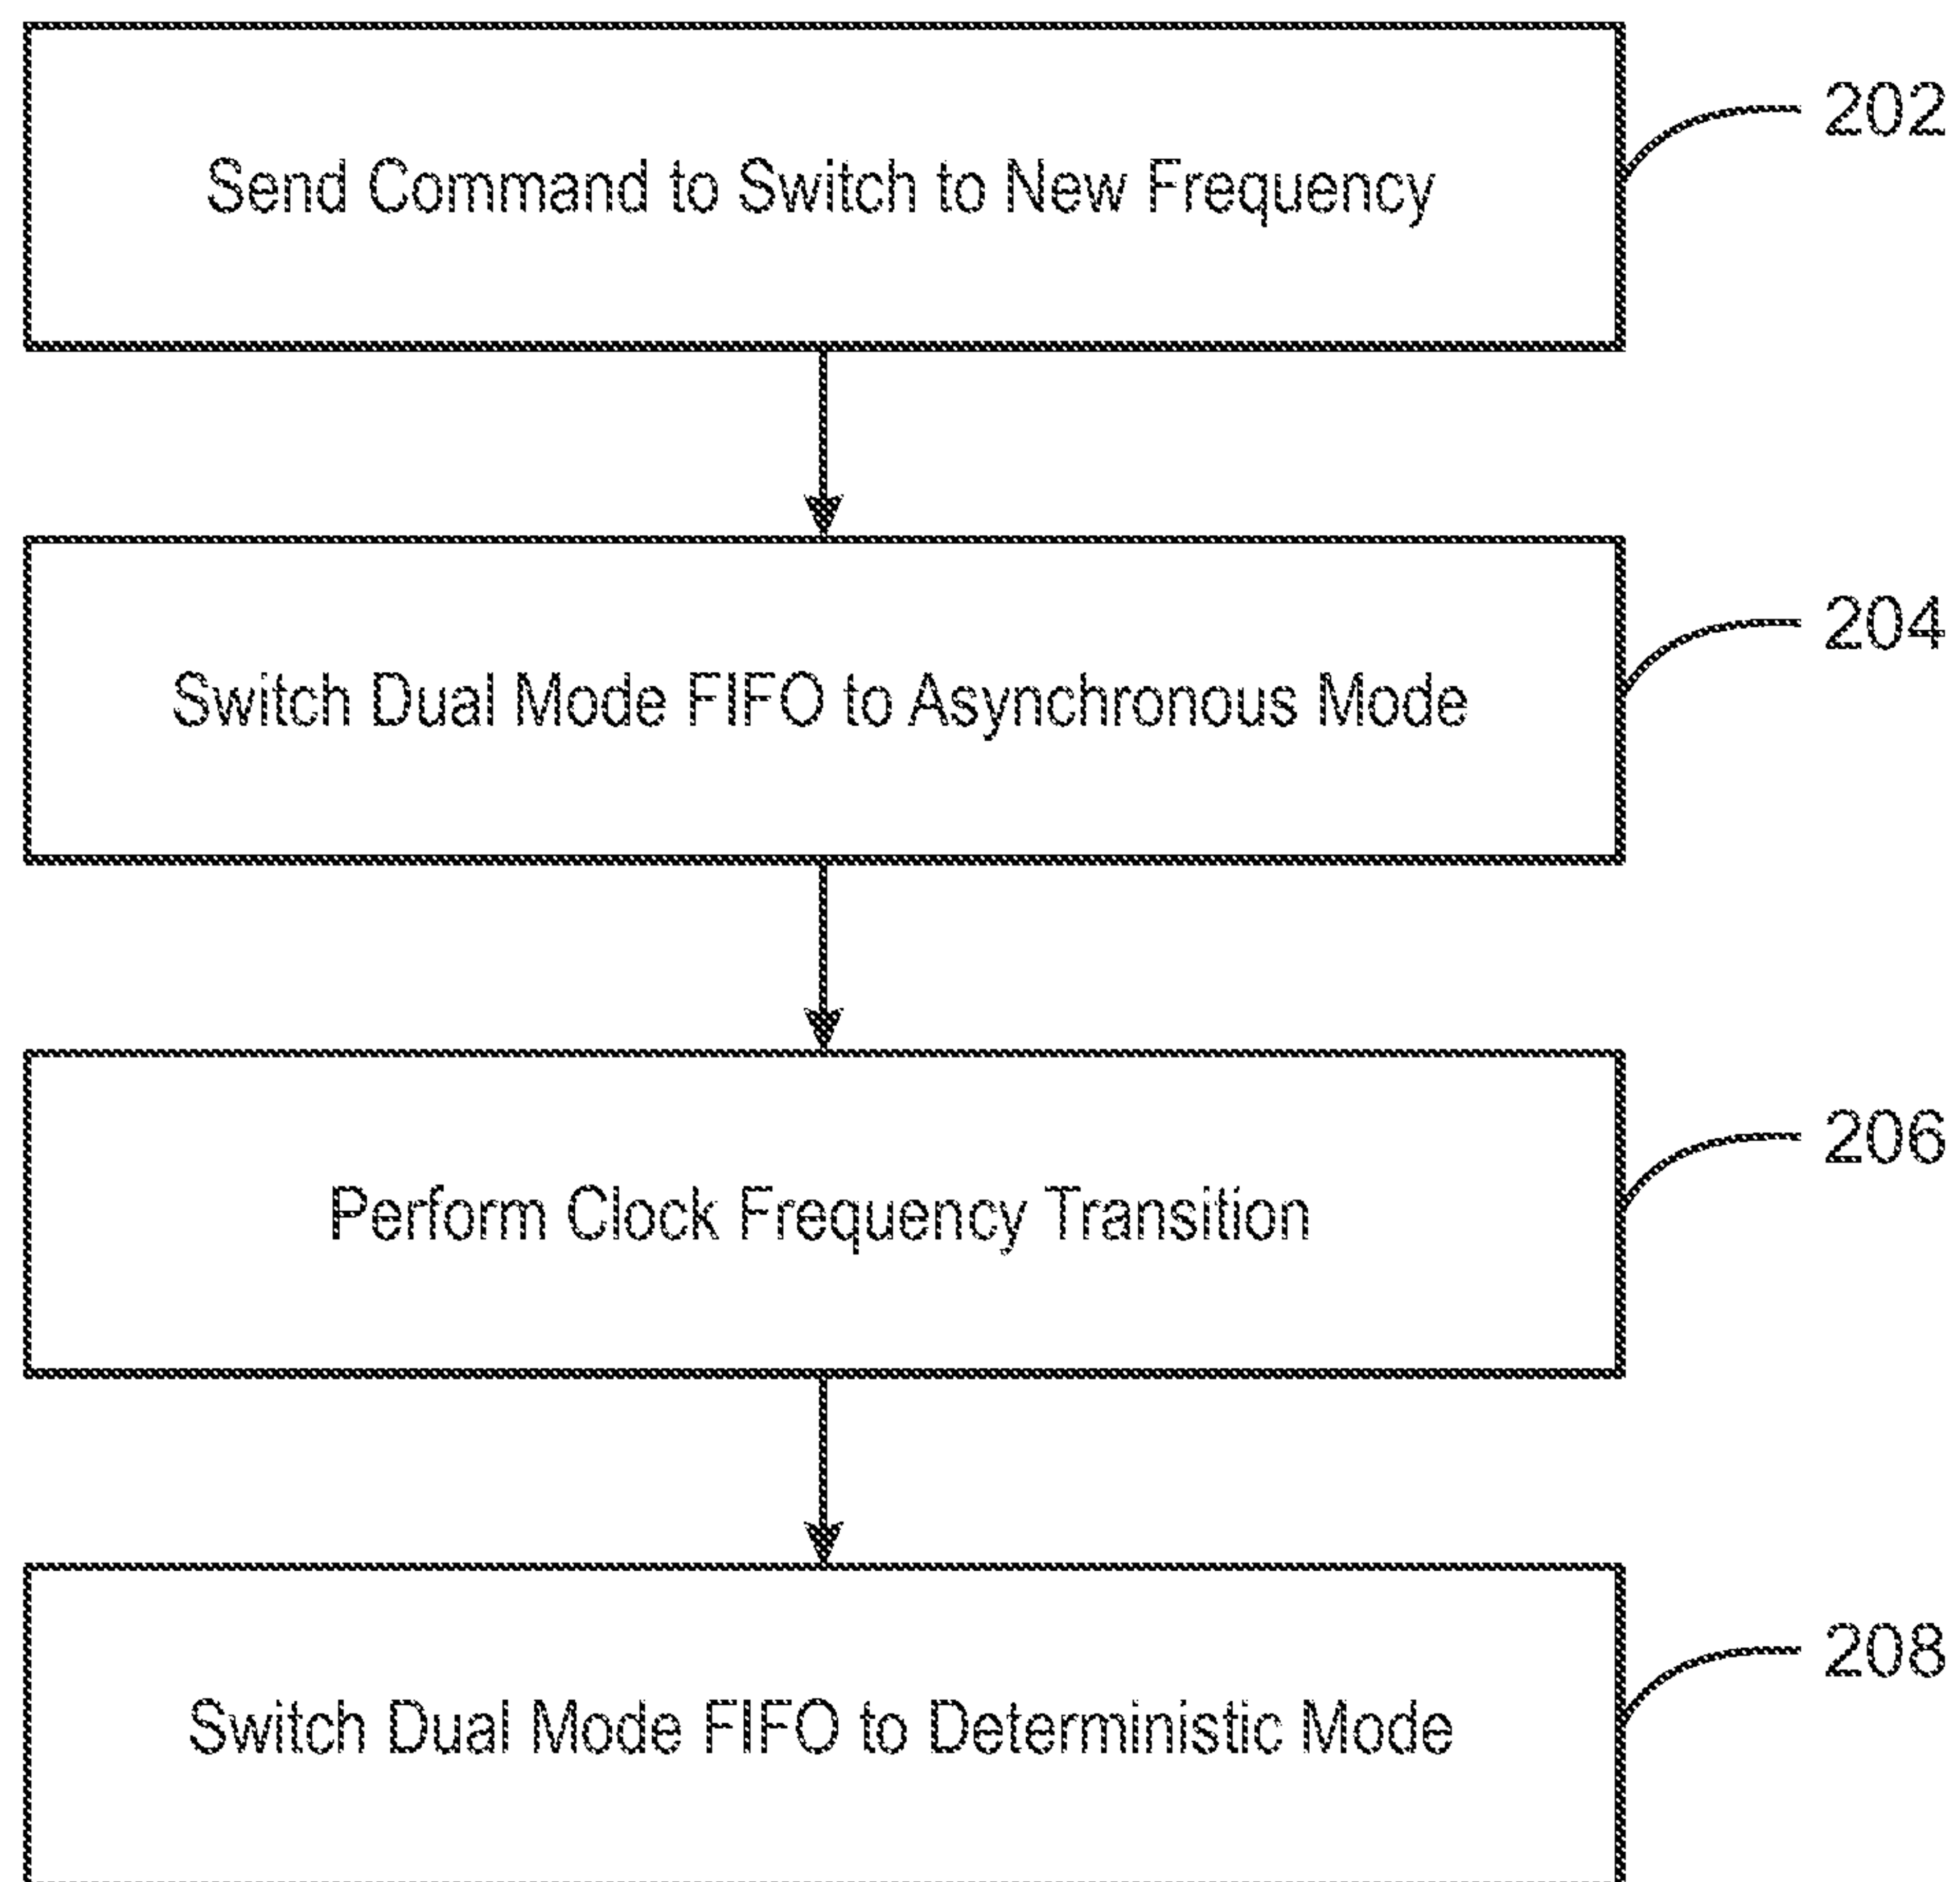 Send Command to Switch to New Frequency
202
Switch Dual Mode FIFO to Asynchronous Mode
204
Perform Clock Frequency Transition
206
Switch Dual Mode FIFO to Deterministic Mode
208